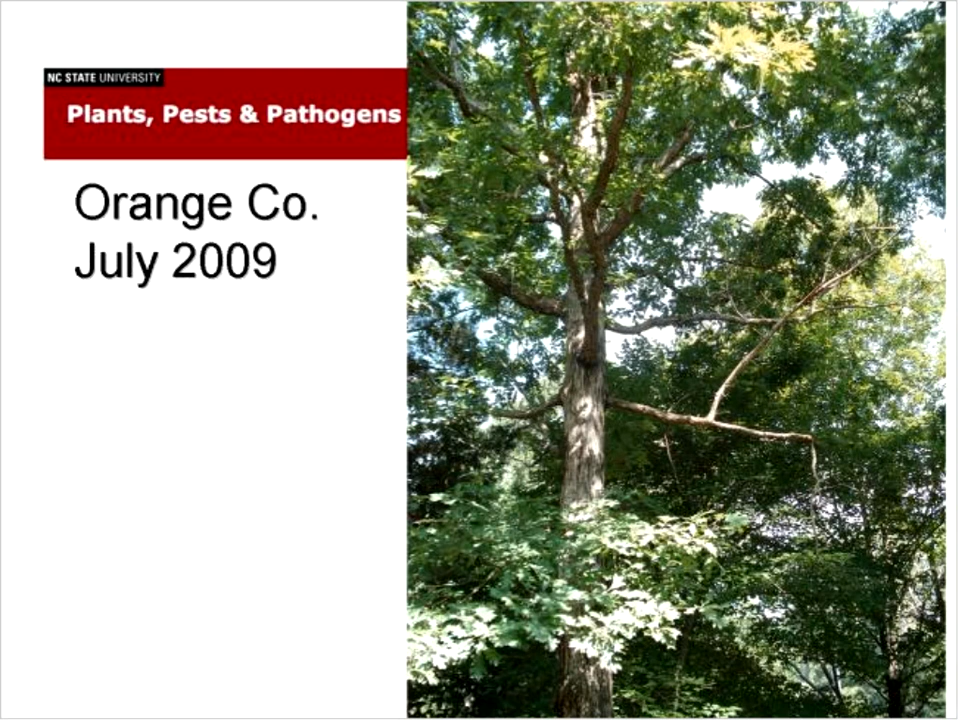 NC STATE UNIVERSITY
Plants, Pests & Pathogens
Orange Co.
July 2009